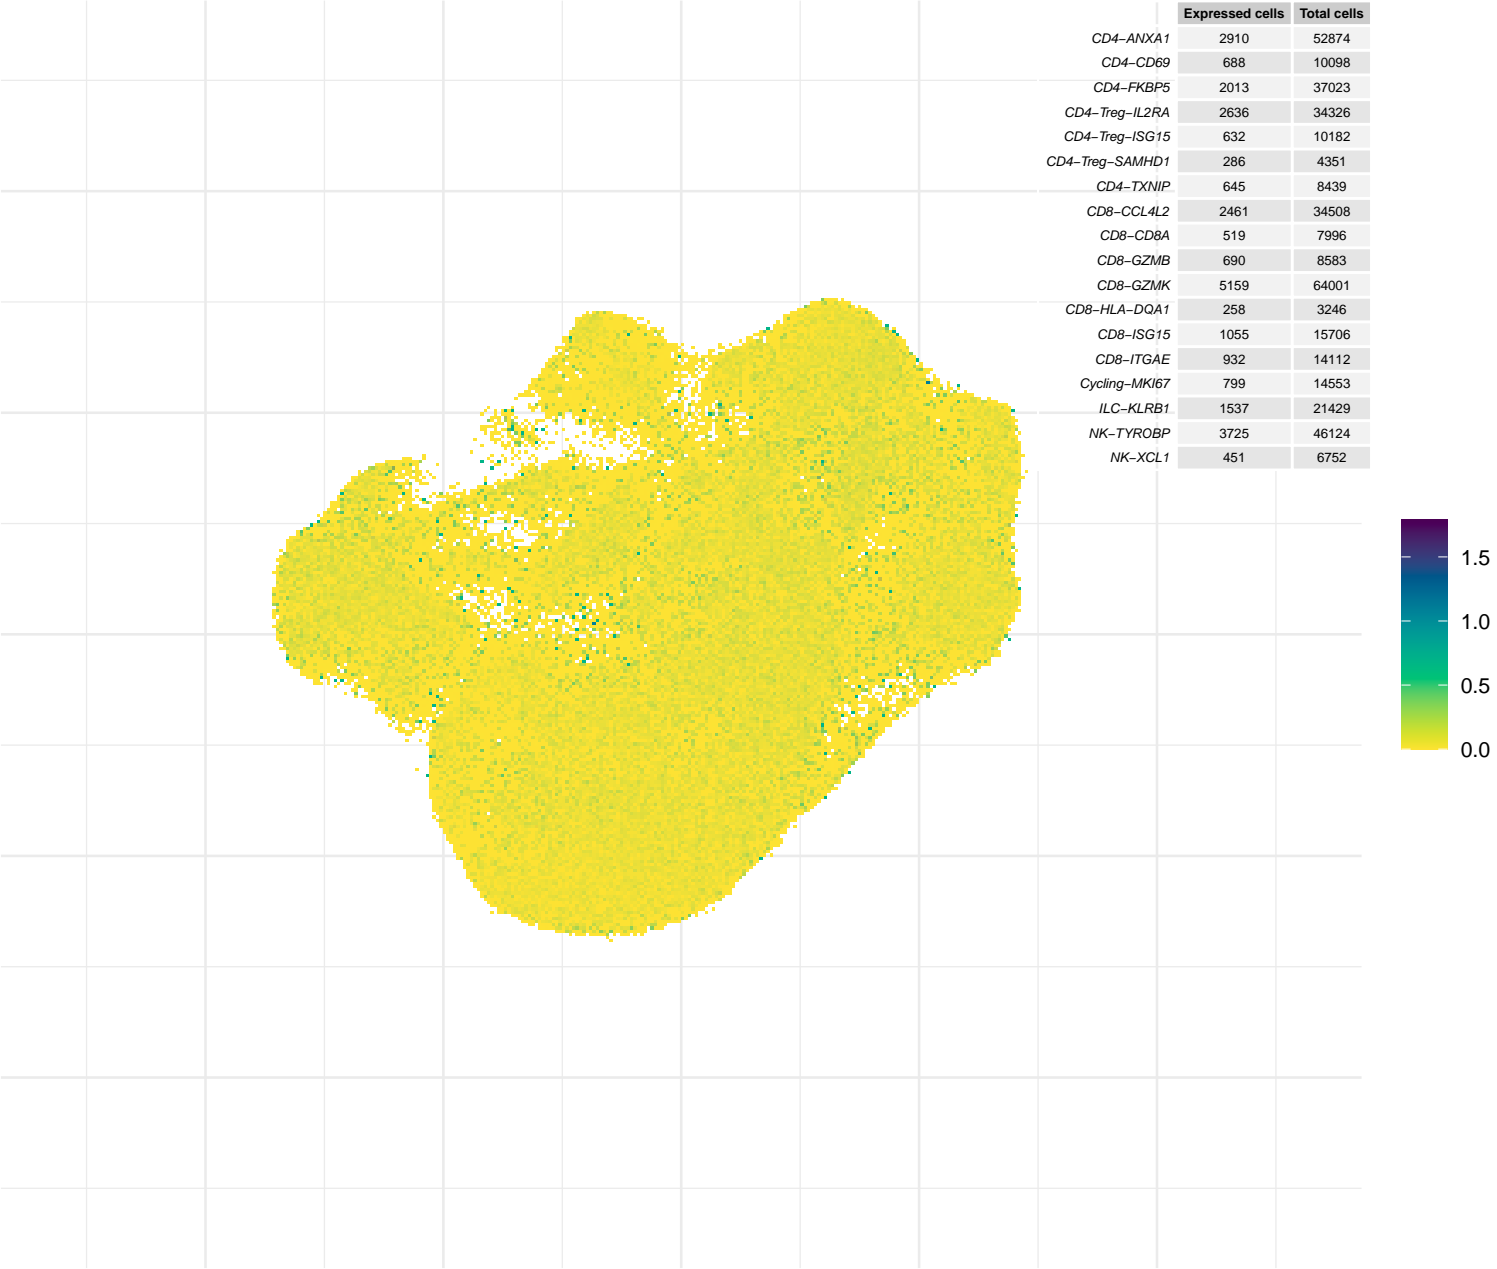 Expressed cells Total cells
CD4−ANXA1 2910 52874
CD4−CD69 688 10098
CD4−FKBP5 2013 37023
CD4−Treg−IL2RA 2636 34326
CD4−Treg−ISG15 632 10182
CD4−Treg−SAMHD1 286 4351
CD4−TXNIP 645 8439
CD8−CCL4L2 2461 34508
CD8−CD8A 519 7996
CD8−GZMB 690 8583
CD8−GZMK 5159 64001
CD8−HLA−DQA1 258 3246
CD8−ISG15 1055 15706
CD8−ITGAE 932 14112
Cycling−MKI67 799 14553
ILC−KLRB1 1537 21429
NK−TYROBP 3725 46124
NK−XCL1 451 6752
1.5
1.0
0.5
0.0